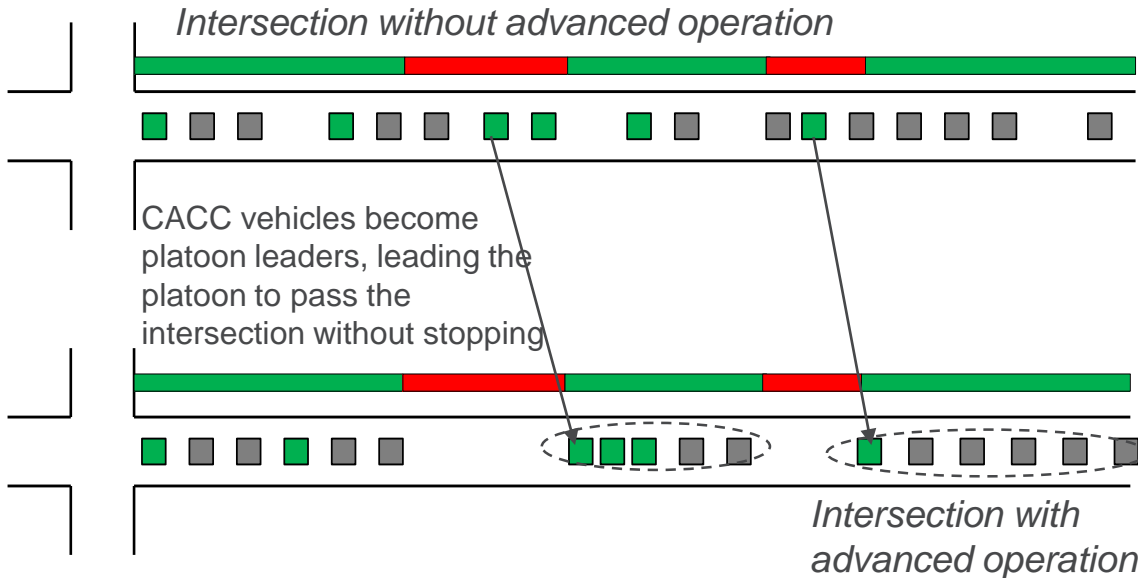 Intersection without advanced operation
CACC vehicles become
platoon leaders, leading the
platoon to pass the
intersection without stopping
Intersection with
advanced operation